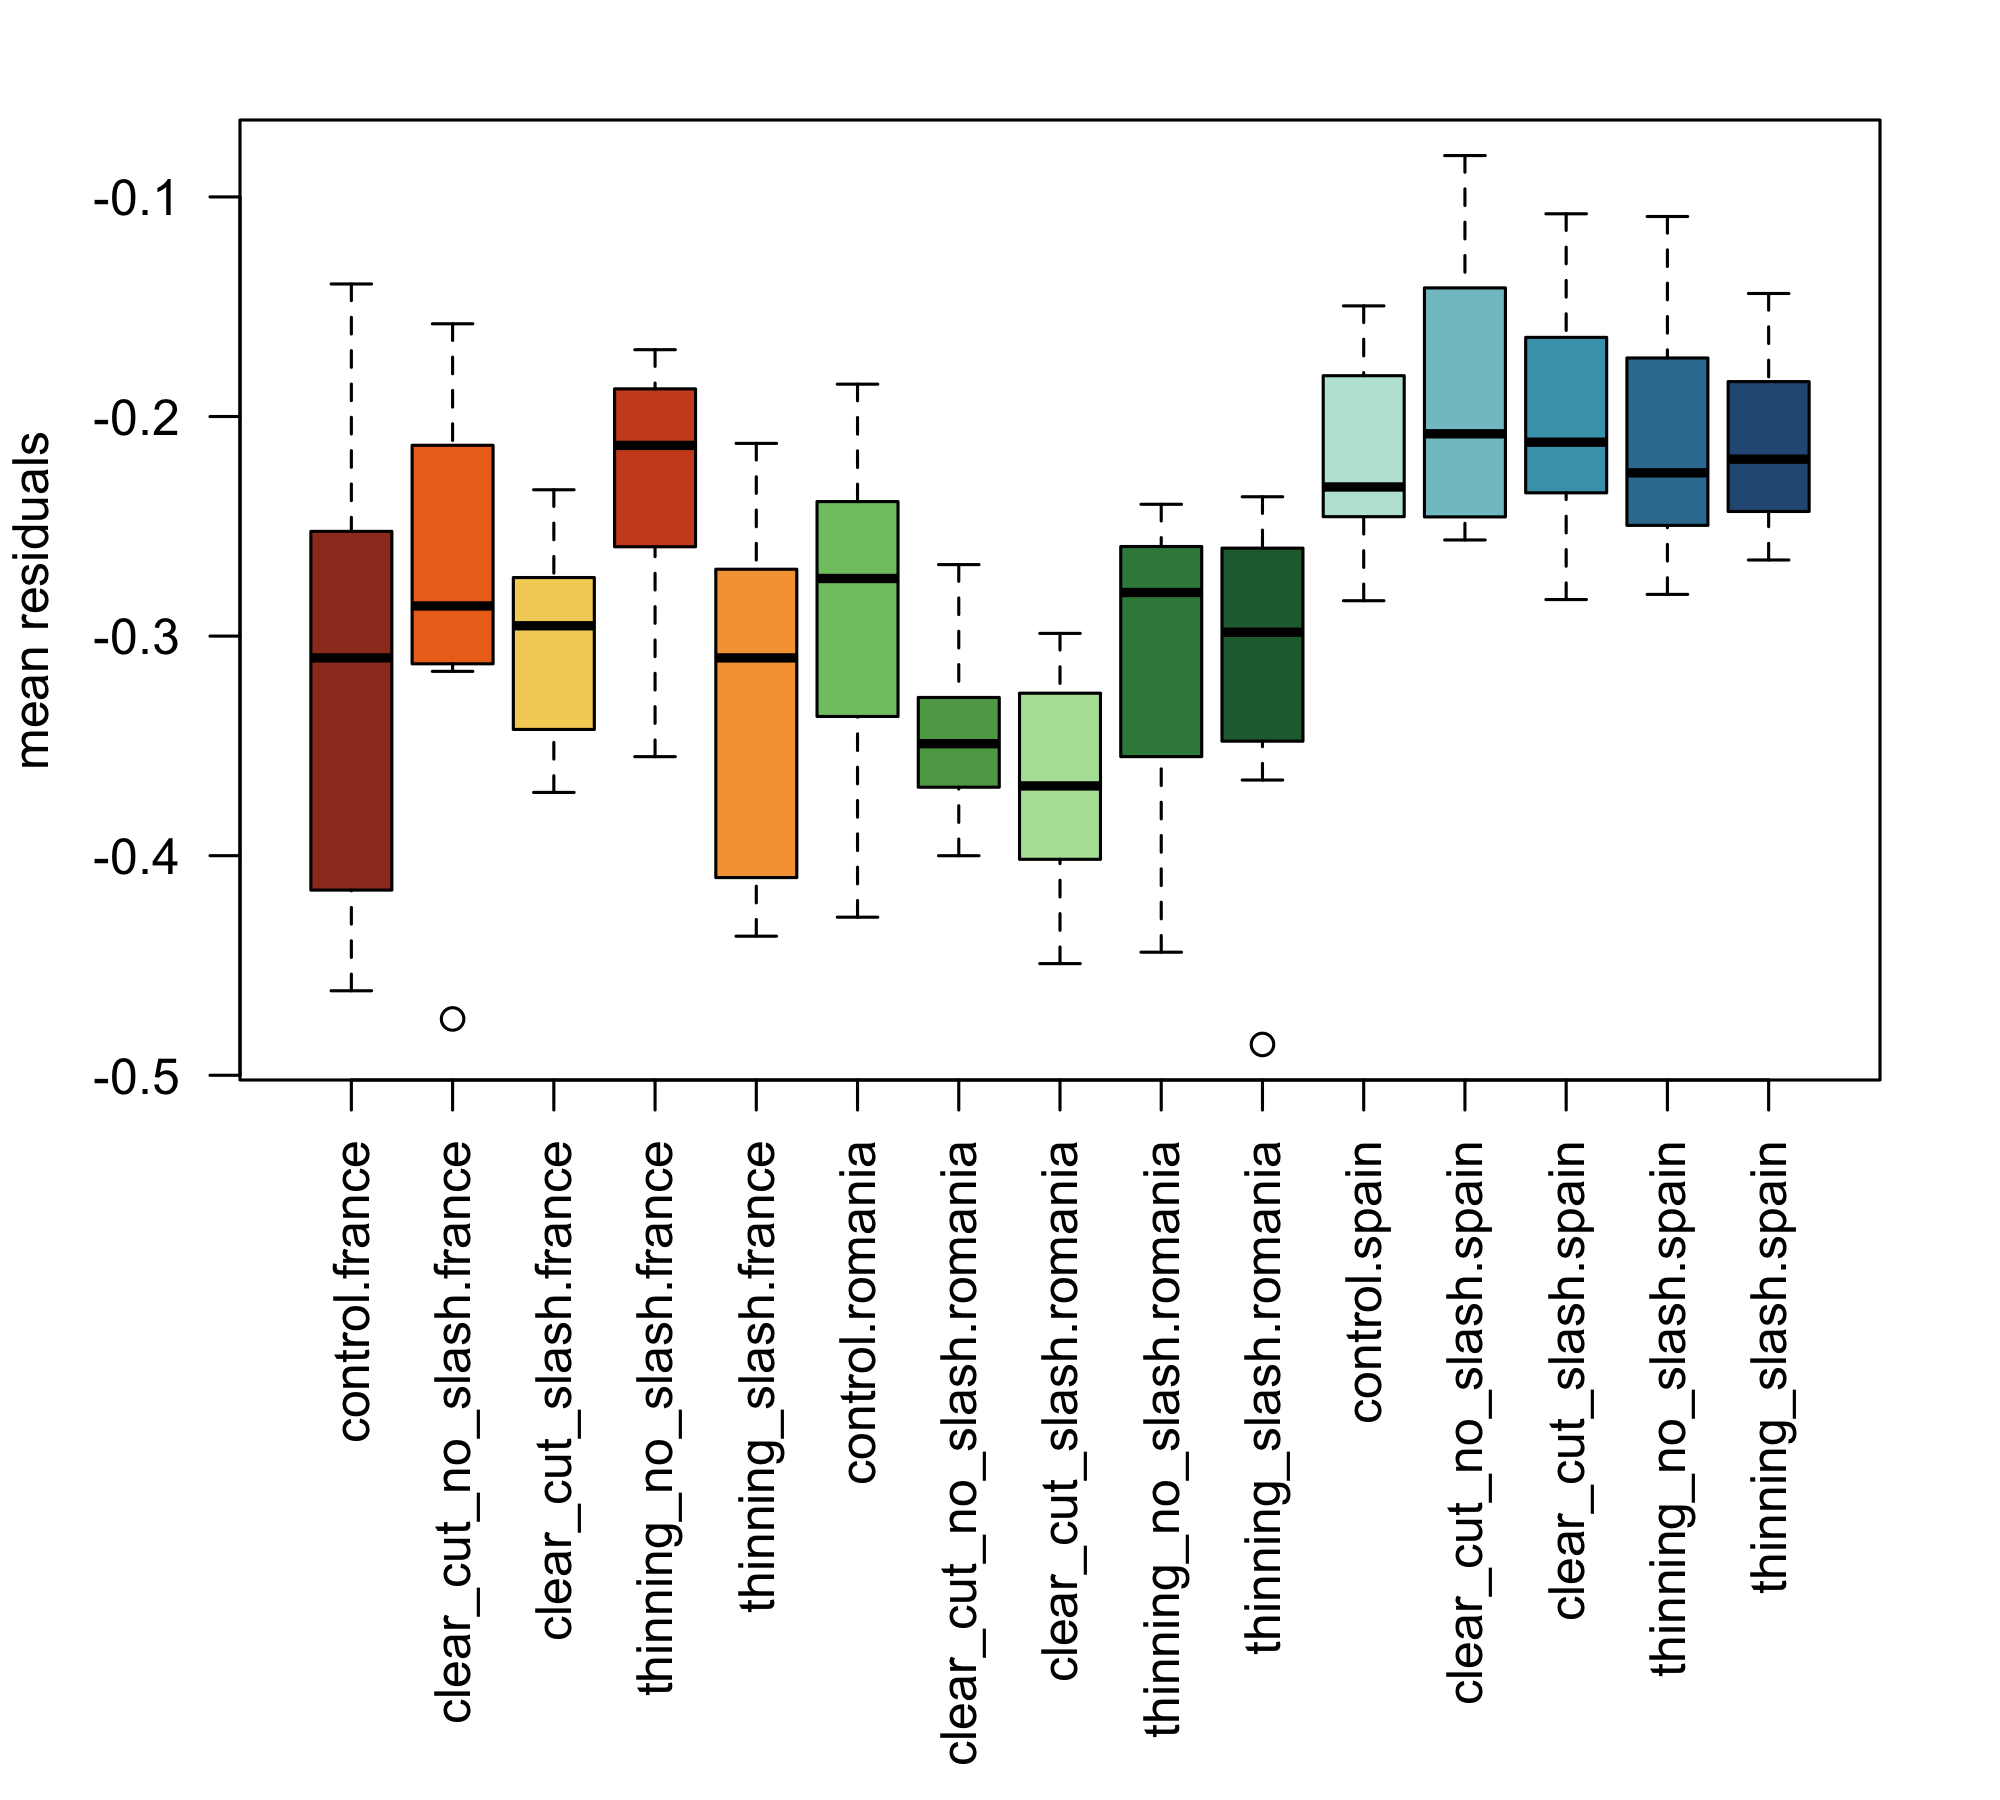 mean residuals
-0.1
-0.2
-0.3
-0.4
-0.5
control.france
clear_cut_no_slash.france
clear_cut_slash.france
thinning_no_slash.france
thinning_slash.france
control.romania
clear_cut_no_slash.romania
clear_cut_slash.romania
thinning_no_slash.romania
thinning_slash.romania
control.spain
clear_cut_no_slash.spain
clear_cut_slash.spain
thinning_no_slash.spain
thinning_slash.spain